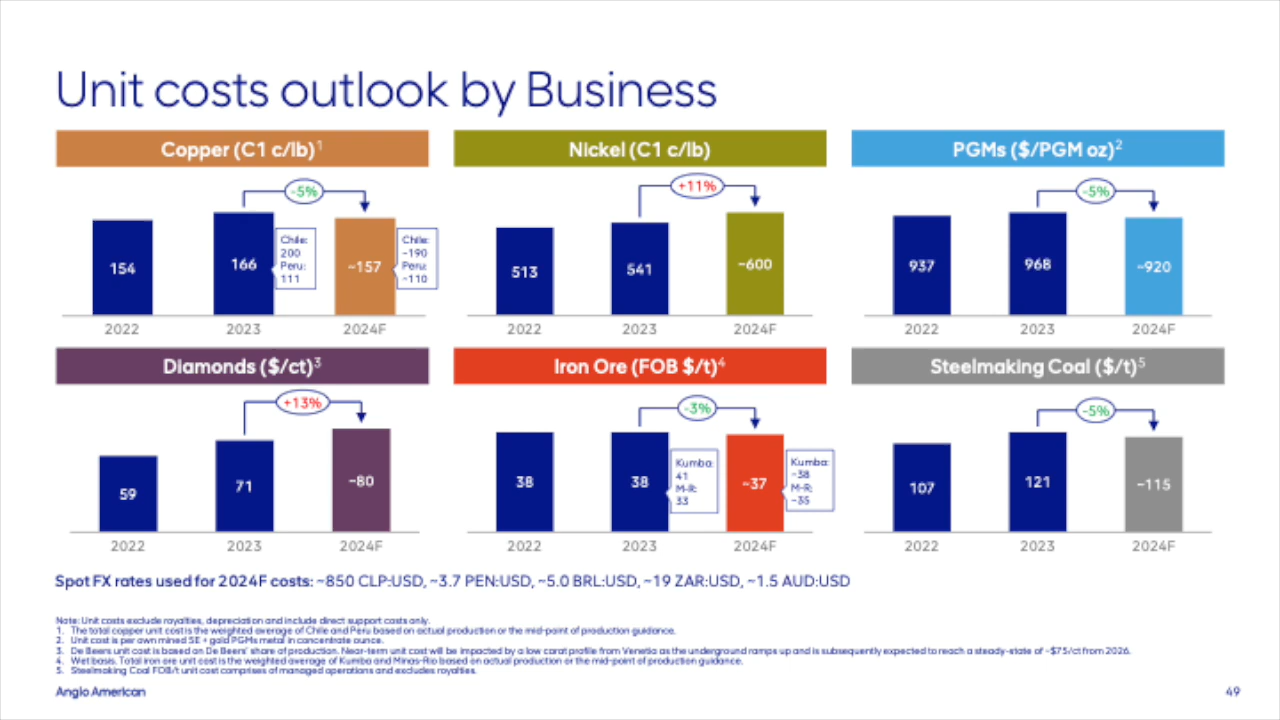 Unit costs outlook by Business
Copper (C1 c/lb)¹
-5%
154
166
Chile:
200
Peru:
111
~157
Chile:
~190
Peru:
~110
2022
2023
2024F
Nickel (C1 c/lb)
+11%
513
541
~600
2022
2023
2024F
PGMs ($/PGM oz)²
-5%
937
968
~920
2022
2023
2024F
Diamonds ($/ct)³
+13%
59
71
~80
2022
2023
2024F
Iron Ore (FOB $/t)⁴
-3%
38
38
Kumba:
41
M-R:
33
~37
Kumba:
~38
M-R:
~35
2022
2023
2024F
Steelmaking Coal ($/t)⁵
-5%
107
121
~115
2022
2023
2024F
Spot FX rates used for 2024F costs: ~850 CLP:USD, ~3.7 PEN:USD, ~5.0 BRL:USD, ~19 ZAR:USD, ~1.5 AUD:USD
Note: Unit costs exclude royalties, depreciation and include direct support costs only.
1. The total copper unit cost is the weighted average of Chile and Peru based on actual production or the mid-point of production guidance.
2. Unit cost is per own mined 5E + gold PGMs metal in concentrate ounce.
3. De Beers unit cost is based on De Beers' share of production. Near-term unit cost will be impacted by a low carat profile from Venetia as the underground ramps up and is subsequently expected to reach a steady-state of ~$75/ct from 2026.
4. Wet basis. Total iron ore unit cost is the weighted average of Kumba and Minas-Rio based on actual production or the mid-point of production guidance.
5. Steelmaking Coal FOB/t unit cost comprises of managed operations and excludes royalties.
Anglo American
49